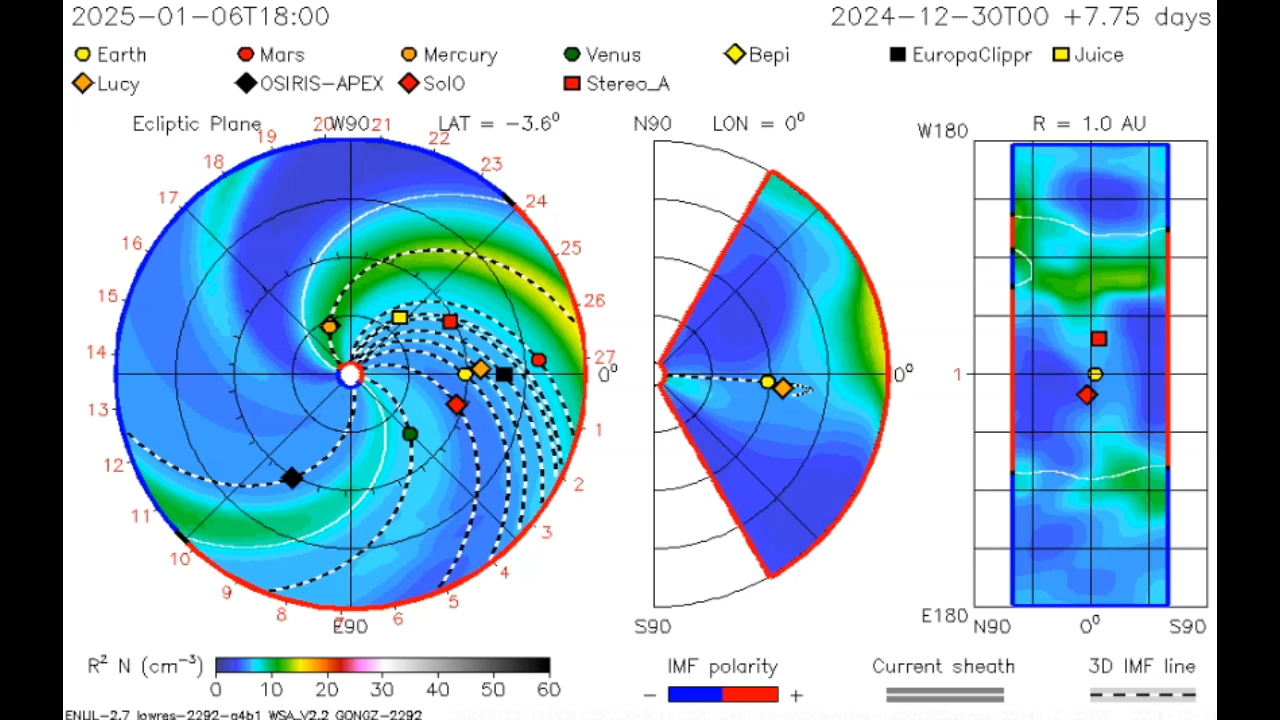 2025-01-06T18:00 2024-12-30T00 +7.75 days
Earth Mars Mercury Venus Bepi EuropaClippr Juice
Lucy OSIRIS-APEX SolO Stereo_A
Ecliptic Plane W90 LAT = -3.6° N90 LON = 0° W180 R = 1.0 AU
19 20 21 22
18 23
17 24
16 25
15 26
14 27
0° 0° 1
13 1
12 2
11 3
10 4
9 5
8 6
7
E90 S90 E180 N90 0° S90
R² N (cm⁻³) IMF polarity Current sheath 3D IMF line
0 10 20 30 40 50 60 - +
ENLIL-2.7 lowres-2292-a4b1 WSA_V2.2 GONGZ-2292